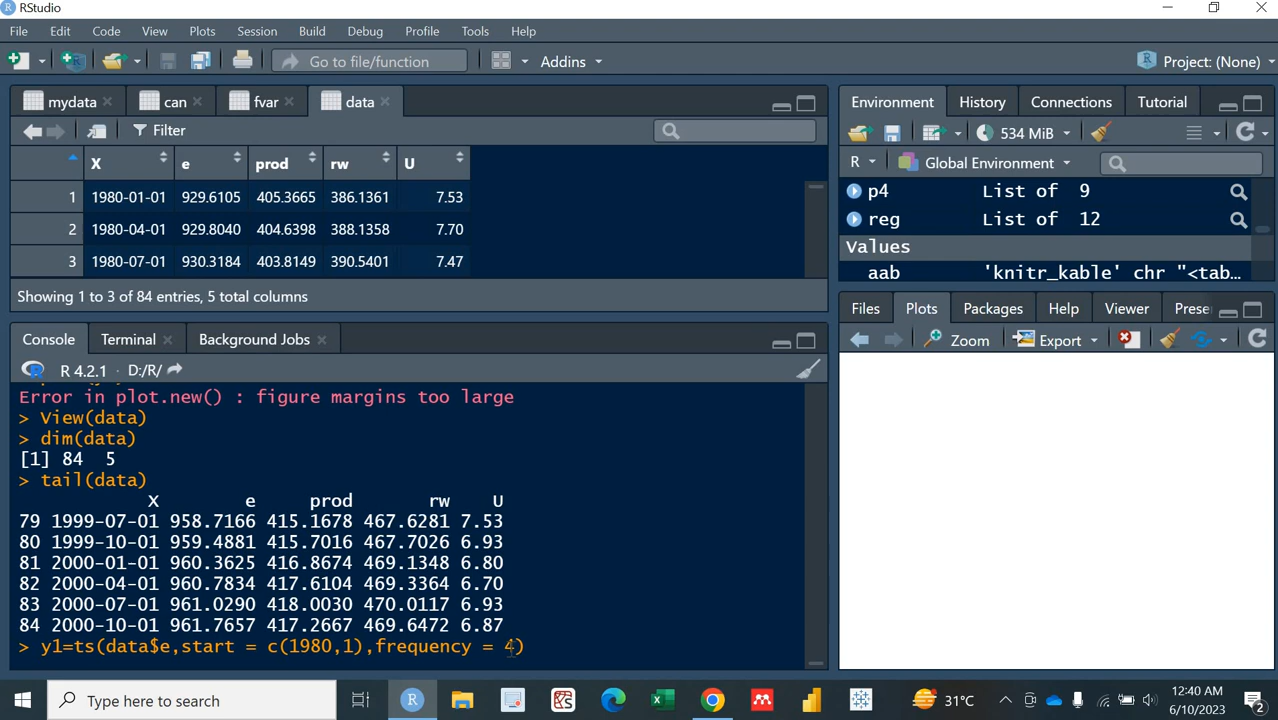 RStudio
File Edit Code View Plots Session Build Debug Profile Tools Help
Go to file/function Addins Project: (None)
mydata can fvar data
Filter
X e prod rw U
1 1980-01-01 929.6105 405.3665 386.1361 7.53
2 1980-04-01 929.8040 404.6398 388.1358 7.70
3 1980-07-01 930.3184 403.8149 390.5401 7.47
Showing 1 to 3 of 84 entries, 5 total columns
Console Terminal Background Jobs
R 4.2.1 · D:/R/
Error in plot.new() : figure margins too large
> View(data)
> dim(data)
[1] 84 5
> tail(data)
X e prod rw U
79 1999-07-01 958.7166 415.1678 467.6281 7.53
80 1999-10-01 959.4881 415.7016 467.7026 6.93
81 2000-01-01 960.3625 416.8674 469.1348 6.80
82 2000-04-01 960.7834 417.6104 469.3364 6.70
83 2000-07-01 961.0290 418.0030 470.0117 6.93
84 2000-10-01 961.7657 417.2667 469.6472 6.87
> y1=ts(data$e,start = c(1980,1),frequency = 4)
Environment History Connections Tutorial
534 MiB
R Global Environment
p4 List of 9
reg List of 12
Values
aab 'knitr_kable' chr "<tab…
Files Plots Packages Help Viewer Prese
Zoom Export
Type here to search
31°C
12:40 AM
6/10/2023
2